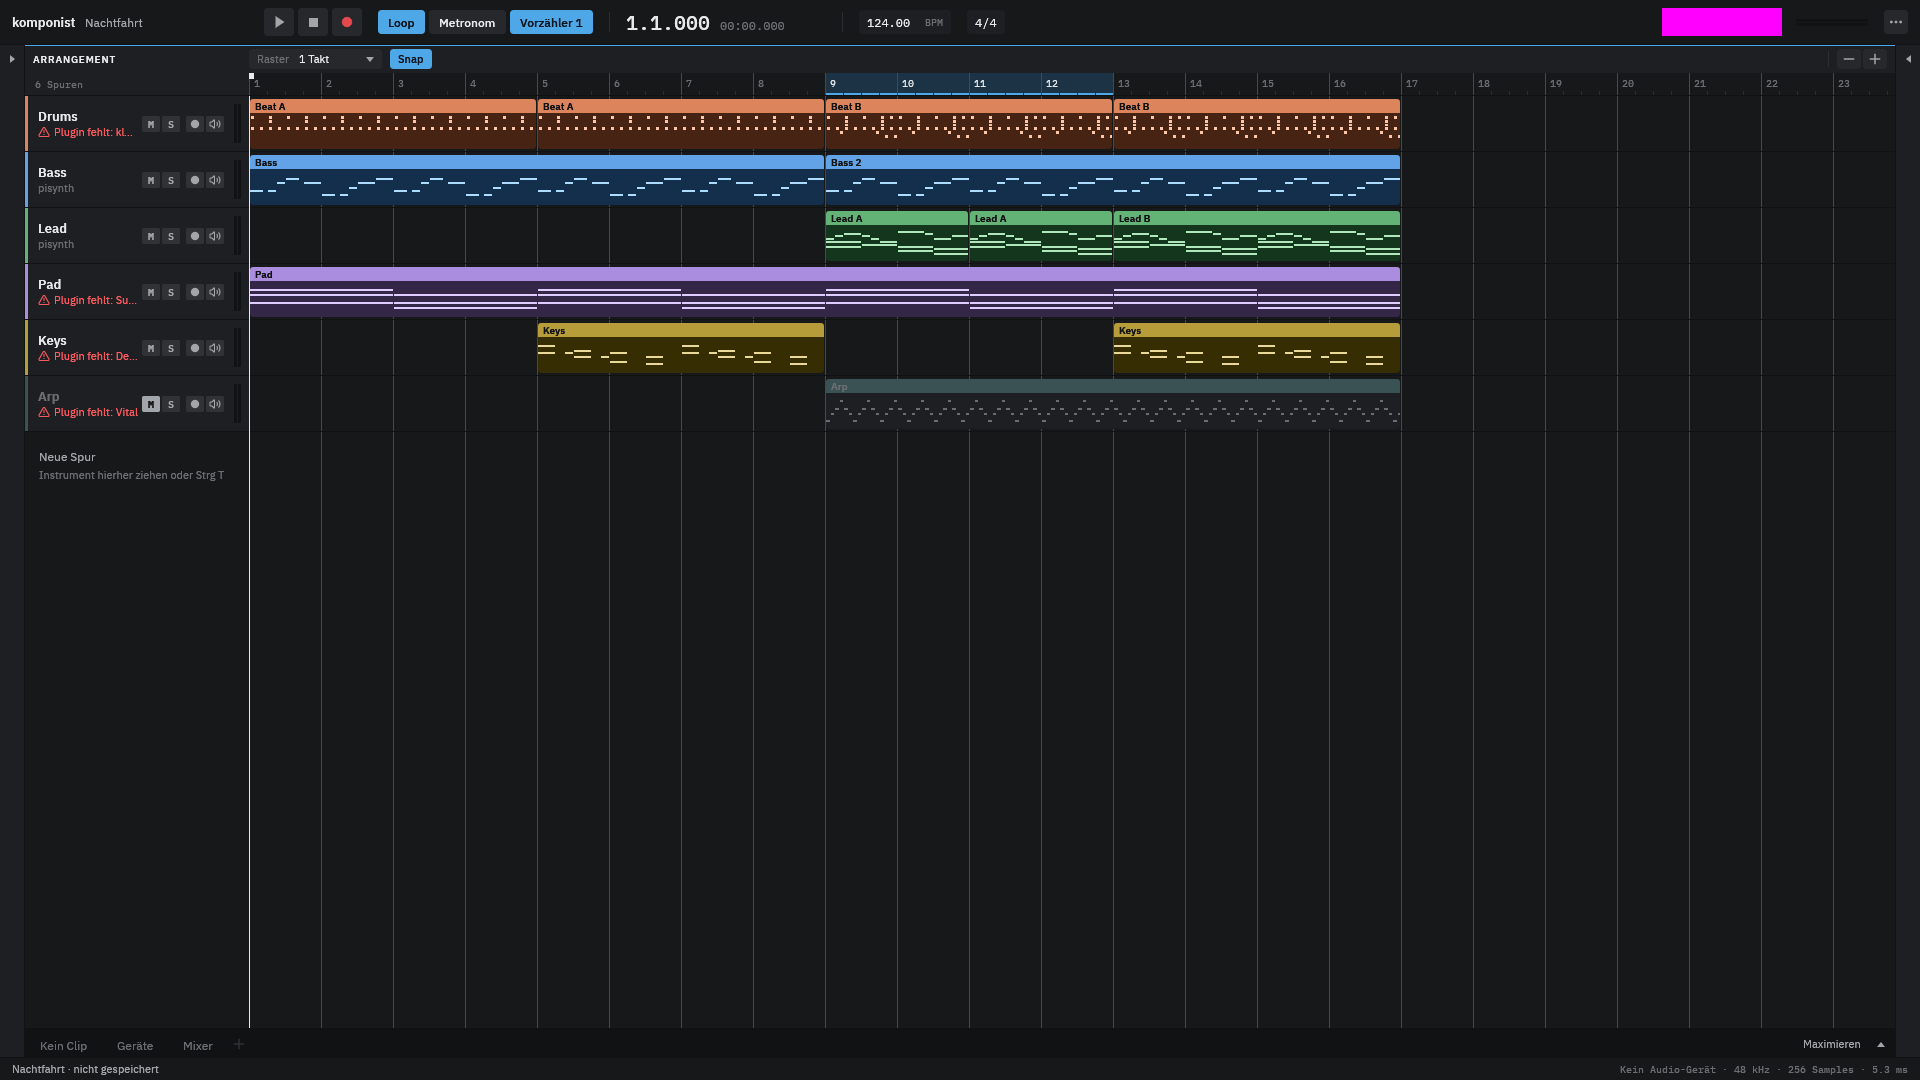 komponist Nachtfahrt Loop Metronom Vorzähler 1 1.1.000 00:00.000 124.00 BPM 4/4
ARRANGEMENT Raster 1 Takt Snap
6 Spuren 1 2 3 4 5 6 7 8 9 10 11 12 13 14 15 16 17 18 19 20 21 22 23
Drums M S Beat A Beat A Beat B Beat B
Plugin fehlt: kl...
Bass M S Bass Bass 2
pisynth
Lead M S Lead A Lead A Lead B
pisynth
Pad M S Pad
Plugin fehlt: Su...
Keys M S Keys Keys
Plugin fehlt: De...
Arp M S Arp
Plugin fehlt: Vital
Neue Spur
Instrument hierher ziehen oder Strg T
Kein Clip Geräte Mixer + Maximieren
Nachtfahrt · nicht gespeichert Kein Audio-Gerät · 48 kHz · 256 Samples · 5.3 ms